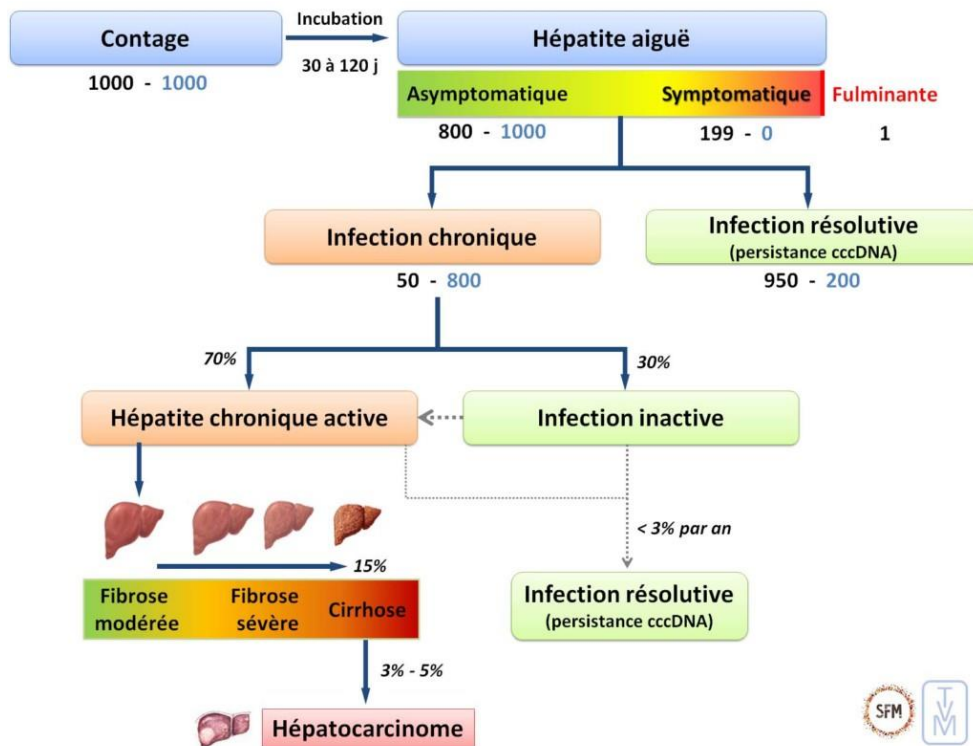 Contage
Incubation
30 à 120 j
Hépatite aiguë
1000 - 1000
Asymptomatique
Symptomatique
Fulminante
800 - 1000
199 - 0
1
Infection chronique
Infection résolutive
(persistance cccDNA)
50 - 800
950 - 200
70%
30%
Hépatite chronique active
Infection inactive
< 3% par an
15%
Fibrose
modérée
Fibrose
sévère
Cirrhose
Infection résolutive
(persistance cccDNA)
3% - 5%
Hépatocarcinome
SFM
TVM